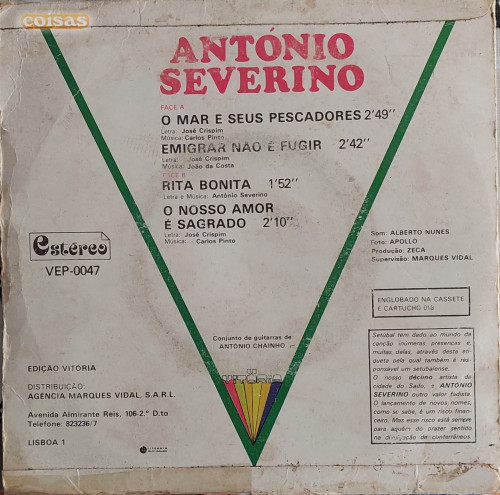 coisas
ANTÓNIO
SEVERINO
FACE A
O MAR E SEUS PESCADORES 2'49''
Letra: José Crispim
Música: Carlos Pinto
EMIGRAR NÃO É FUGIR 2'42''
Letra: José Crispim
Música: João da Costa
FACE B
RITA BONITA 1'52''
Letra e Música: António Severino
O NOSSO AMOR
É SAGRADO 2'10''
Letra: José Crispim
Música: - Carlos Pinto
estéreo
VEP-0047
Som: ALBERTO NUNES
Foto: APOLLO
Produção: ZECA
Supervisão: MARQUES VIDAL
ENGLOBADO NA CASSETE
E CARTUCHO 019
Conjunto de guitarras de
ANTÓNIO CHAINHO
Setúbal tem dado ao mundo da
canção inúmeras presenças e,
muitas delas, através desta eti-
queta pela qual também é res-
ponsável um setubalense.
O nosso décimo artista da
cidade do Sado, é ANTÓNIO
SEVERINO outro valor fadista.
O lançamento de novos nomes,
como se sabe, é um risco finan-
ceiro. Mas esse risco está sempre
para aquém do prazer sentido
na divulgação de conterrâneos.
EDIÇÃO VITÓRIA
DISTRIBUIÇÃO:
AGÊNCIA MARQUES VIDAL, S.A.R.L.
Avenida Almirante Reis, 106-2.º D.to
Telefone: 823236/7
LISBOA 1